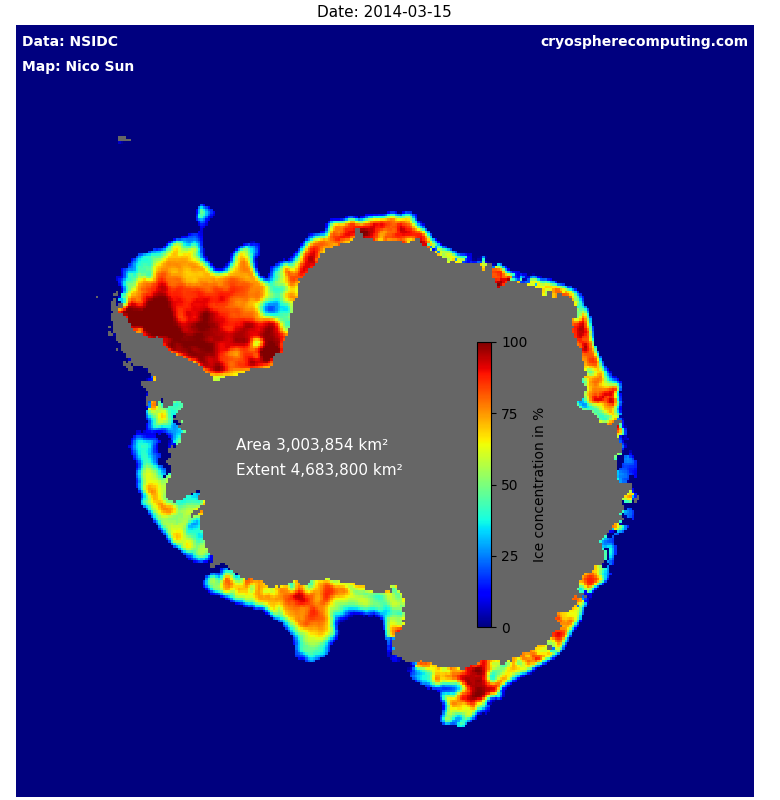 Date: 2014-03-15
Data: NSIDC
cryospherecomputing.com
Map: Nico Sun
Area 3,003,854 km²
Extent 4,683,800 km²
100
75
50
25
0
Ice concentration in %